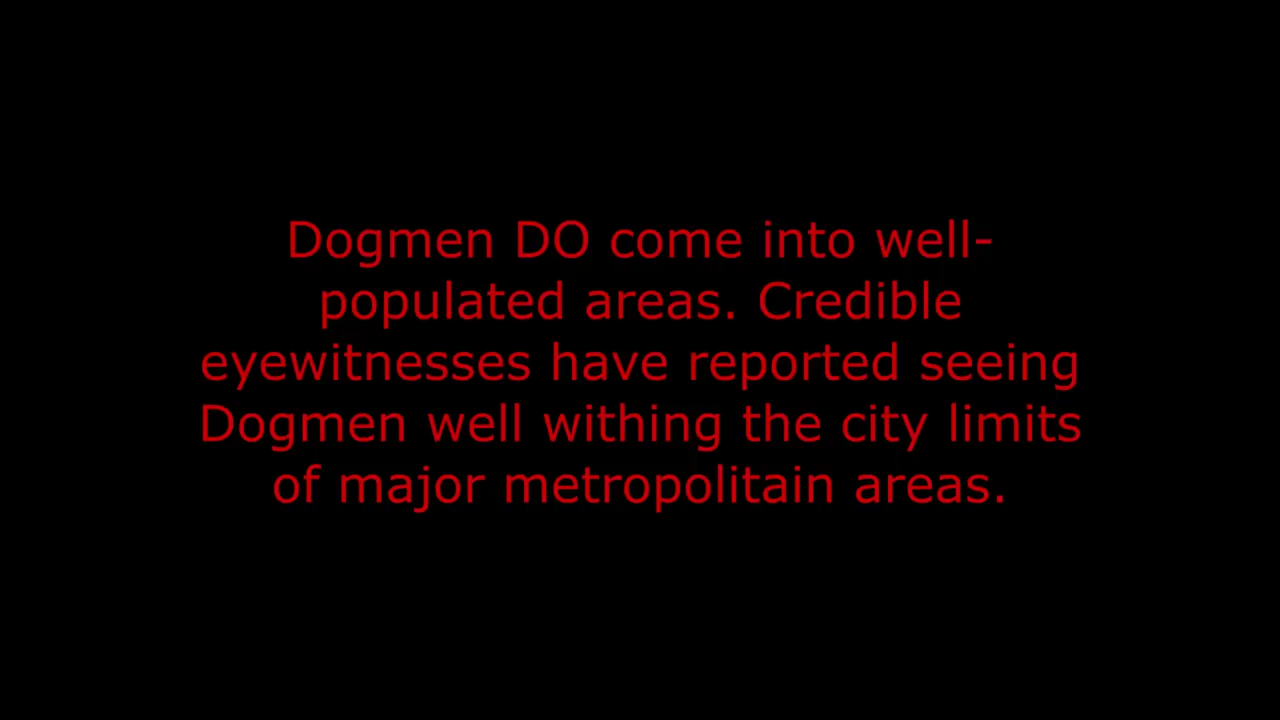 Dogmen DO come into well-
populated areas. Credible
eyewitnesses have reported seeing
Dogmen well withing the city limits
of major metropolitain areas.